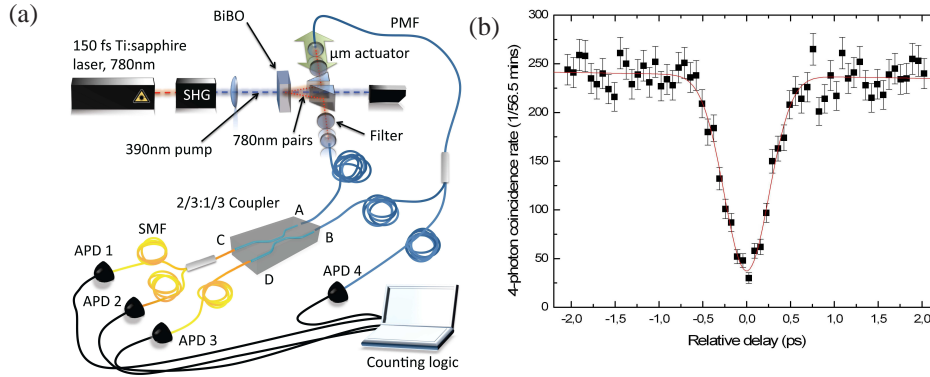 (a)
BiBO
PMF
150 fs Ti:sapphire
laser, 780nm
μm actuator
SHG
780nm pairs
Filter
390nm pump
2/3:1/3 Coupler
A
B
SMF
C
D
APD 1
APD 2
APD 3
APD 4
Counting logic
(b)
4-photon coincidence rate (1/56.5 mins)
300
250
200
150
100
50
0
-2,0
-1,5
-1,0
-0,5
0,0
0,5
1,0
1,5
2,0
Relative delay (ps)